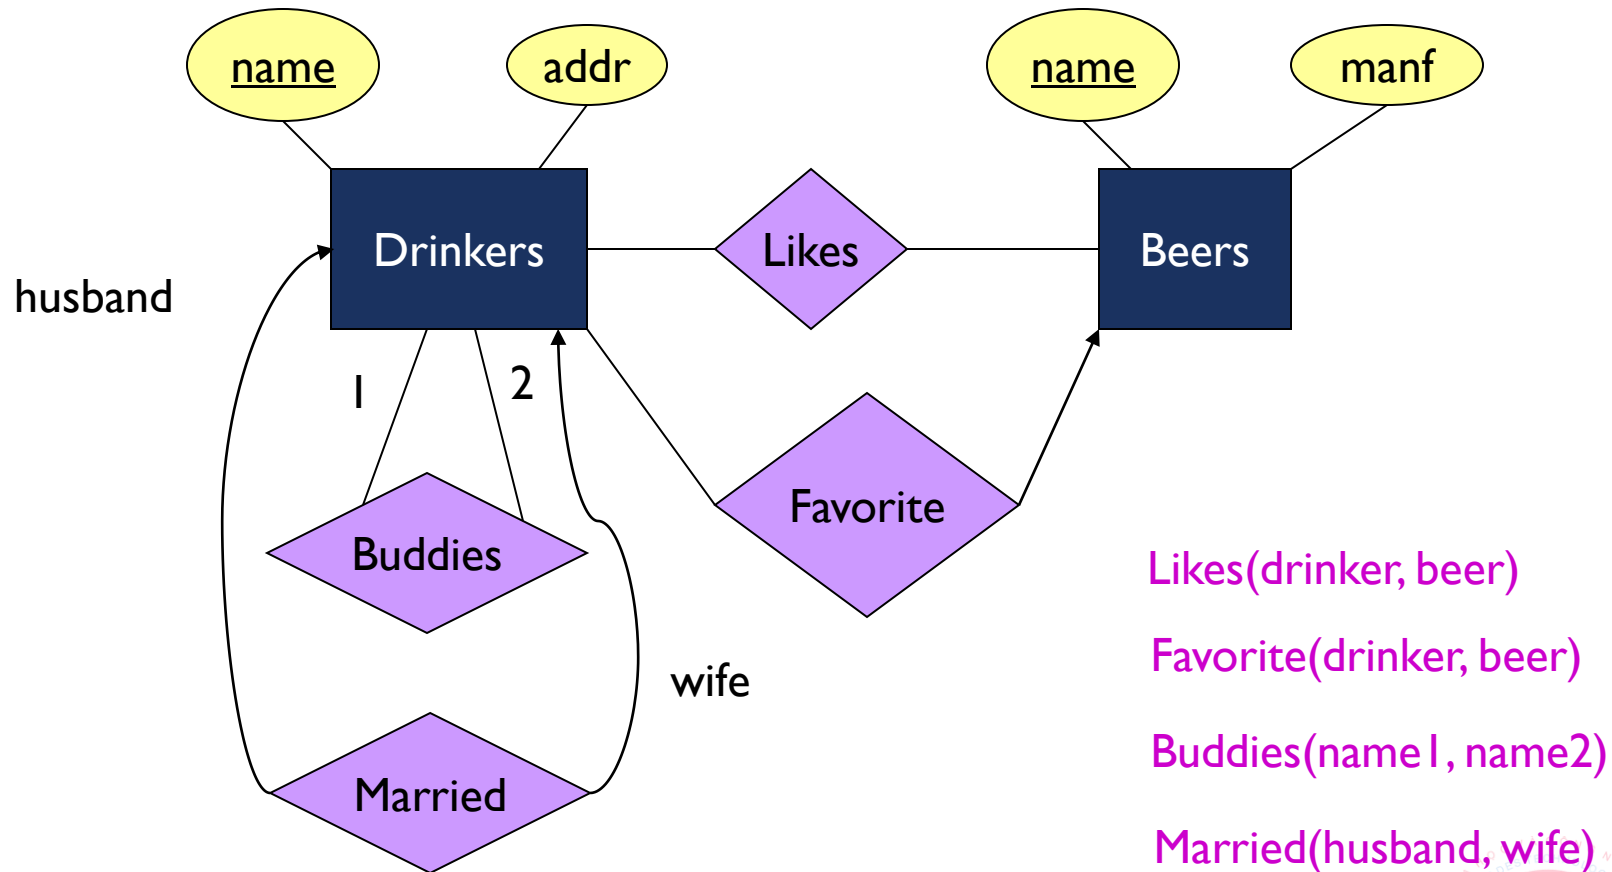 name
addr
name
manf
Drinkers
Likes
Beers
husband
1
2
Buddies
Favorite
wife
Married
Likes(drinker, beer)
Favorite(drinker, beer)
Buddies(name1, name2)
Married(husband, wife)